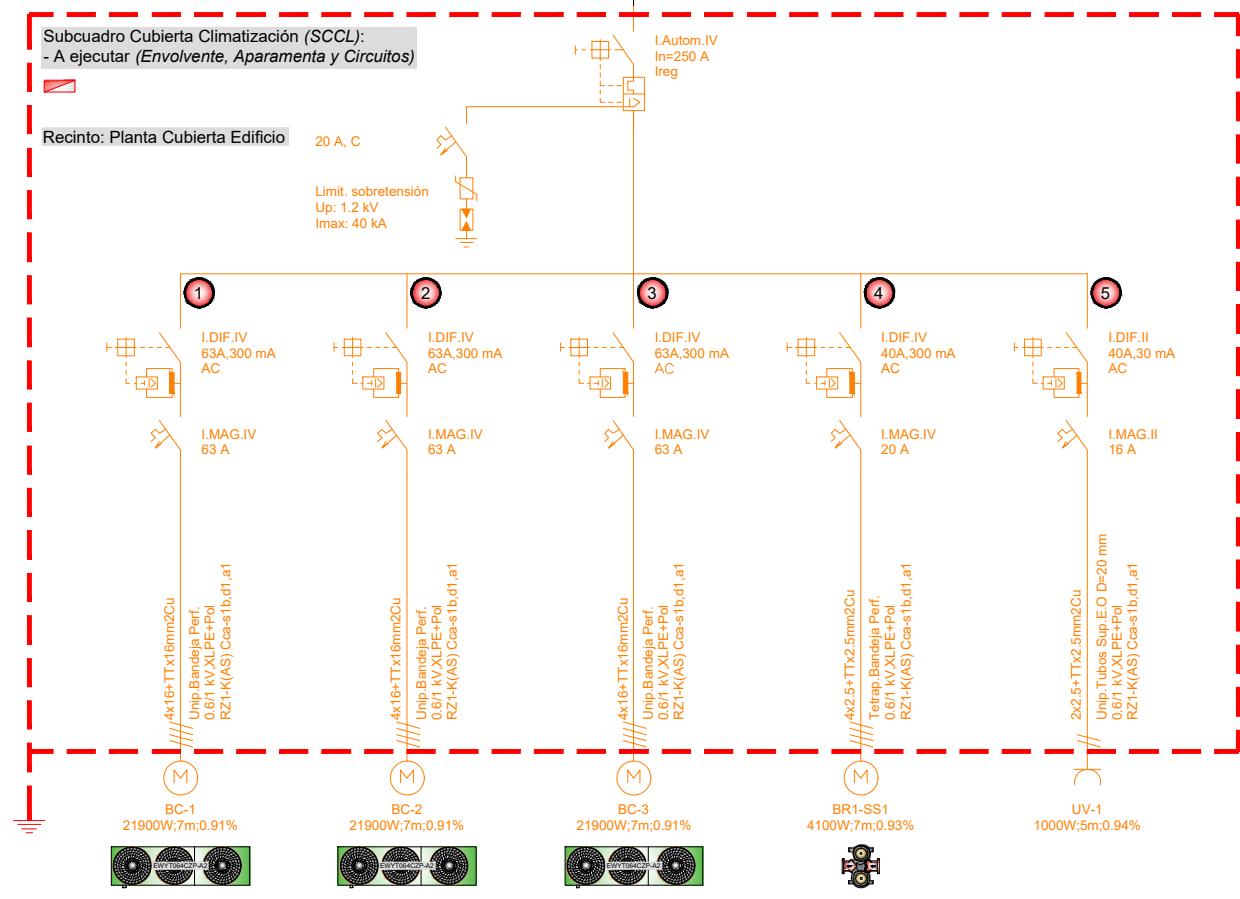 Subcuadro Cubierta Climatización (SCCL):
- A ejecutar (Envolvente, Aparamenta y Circuitos)
Recinto: Planta Cubierta Edificio
I.Autom.IV
In=250 A
Ireg
20 A, C
Limit. sobretensión
Up: 1.2 kV
Imax: 40 kA
1
2
3
4
5
I.DIF.IV
63A,300 mA
AC
I.DIF.IV
63A,300 mA
AC
I.DIF.IV
63A,300 mA
AC
I.DIF.IV
40A,300 mA
AC
I.DIF.II
40A,30 mA
AC
I.MAG.IV
63 A
I.MAG.IV
63 A
I.MAG.IV
63 A
I.MAG.IV
20 A
I.MAG.II
16 A
4x16+TTx16mm2Cu
Unip.Bandeja Perf.
0.6/1 kV,XLPE+Pol
RZ1-K(AS) Cca-s1b,d1,a1
4x16+TTx16mm2Cu
Unip.Bandeja Perf.
0.6/1 kV,XLPE+Pol
RZ1-K(AS) Cca-s1b,d1,a1
4x16+TTx16mm2Cu
Unip.Bandeja Perf.
0.6/1 kV,XLPE+Pol
RZ1-K(AS) Cca-s1b,d1,a1
4x2.5+TTx2.5mm2Cu
Tetrap.Bandeja Perf.
0.6/1 kV,XLPE+Pol
RZ1-K(AS) Cca-s1b,d1,a1
2x2.5+TTx2.5mm2Cu
Unip.Tubos Sup.E.O D=20 mm
0.6/1 kV,XLPE+Pol
RZ1-K(AS) Cca-s1b,d1,a1
M
M
M
M
BC-1
21900W;7m;0.91%
BC-2
21900W;7m;0.91%
BC-3
21900W;7m;0.91%
BR1-SS1
4100W;7m;0.93%
UV-1
1000W;5m;0.94%
EWYT064CZP-A2
EWYT064CZP-A2
EWYT064CZP-A2